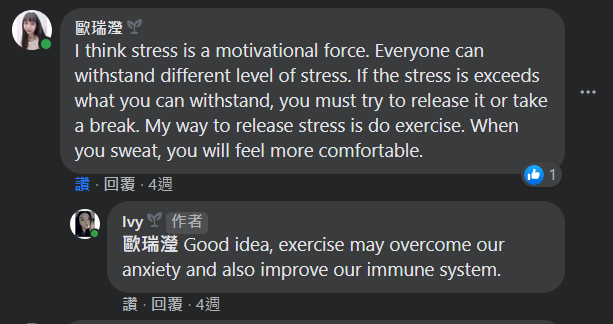 歐瑞瀅
I think stress is a motivational force. Everyone can
withstand different level of stress. If the stress is exceeds
what you can withstand, you must try to release it or take
a break. My way to release stress is do exercise. When
you sweat, you will feel more comfortable.
讚 · 回覆 · 4週
1
Ivy 作者
歐瑞瀅 Good idea, exercise may overcome our
anxiety and also improve our immune system.
讚 · 回覆 · 4週